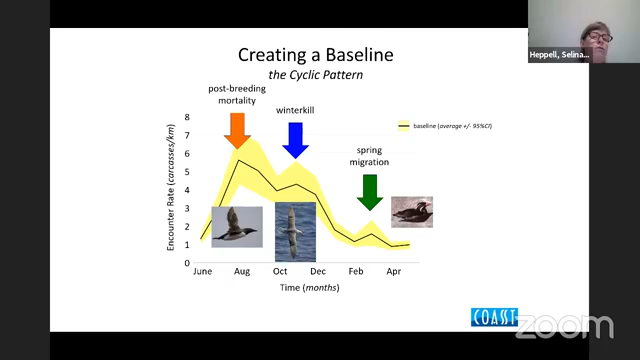 Creating a Baseline
the Cyclic Pattern
Heppell, Selina...
post-breeding
mortality
winterkill
spring
migration
baseline (average +/- 95%CI)
Encounter Rate (carcasses/km)
8
7
6
5
4
3
2
1
0
June Aug Oct Dec Feb Apr
Time (months)
COASST
zoom